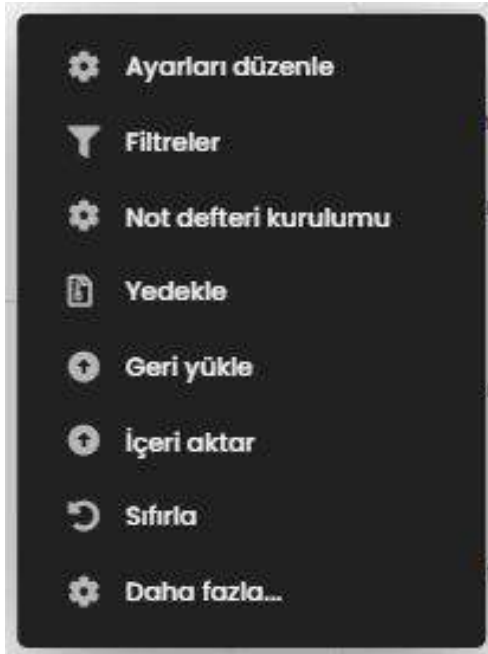 Ayarları düzenle
Filtreler
Not defteri kurulumu
Yedekle
Geri yükle
İçeri aktar
Sıfırla
Daha fazla...